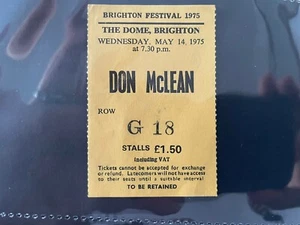 BRIGHTON FESTIVAL 1975
THE DOME, BRIGHTON
WEDNESDAY, MAY 14, 1975
at 7.30 p.m.
DON McLEAN
ROW
G 18
STALLS £1.50
including VAT
Tickets cannot be accepted for exchange
or refund. Latecomers will not have access
to their seats until a suitable interval
TO BE RETAINED